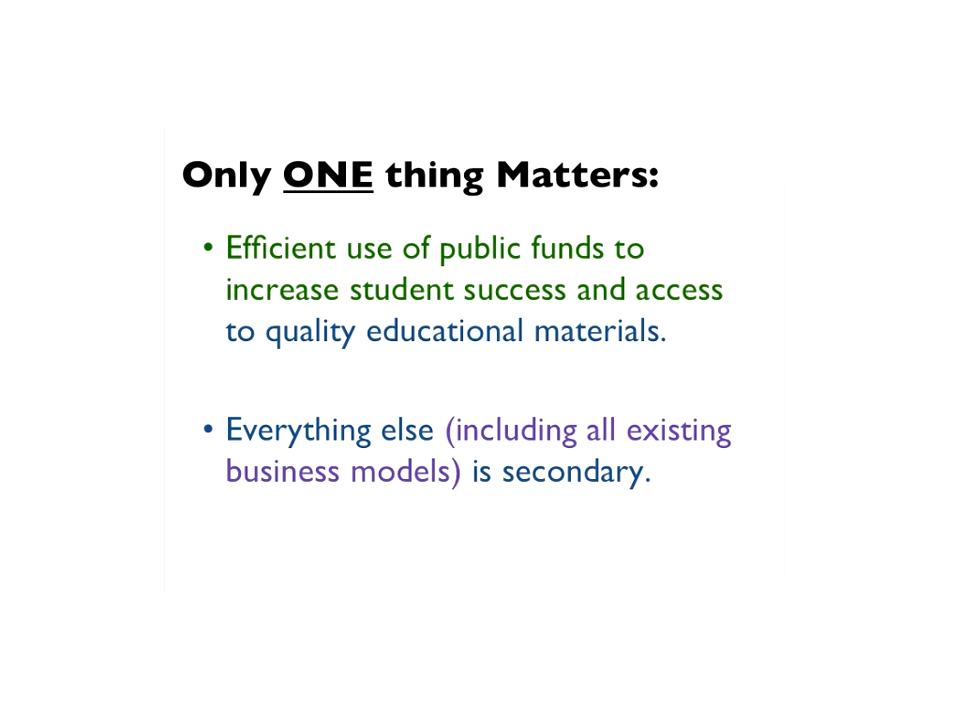 Only ONE thing Matters:
• Efficient use of public funds to
increase student success and access
to quality educational materials.
• Everything else (including all existing
business models) is secondary.